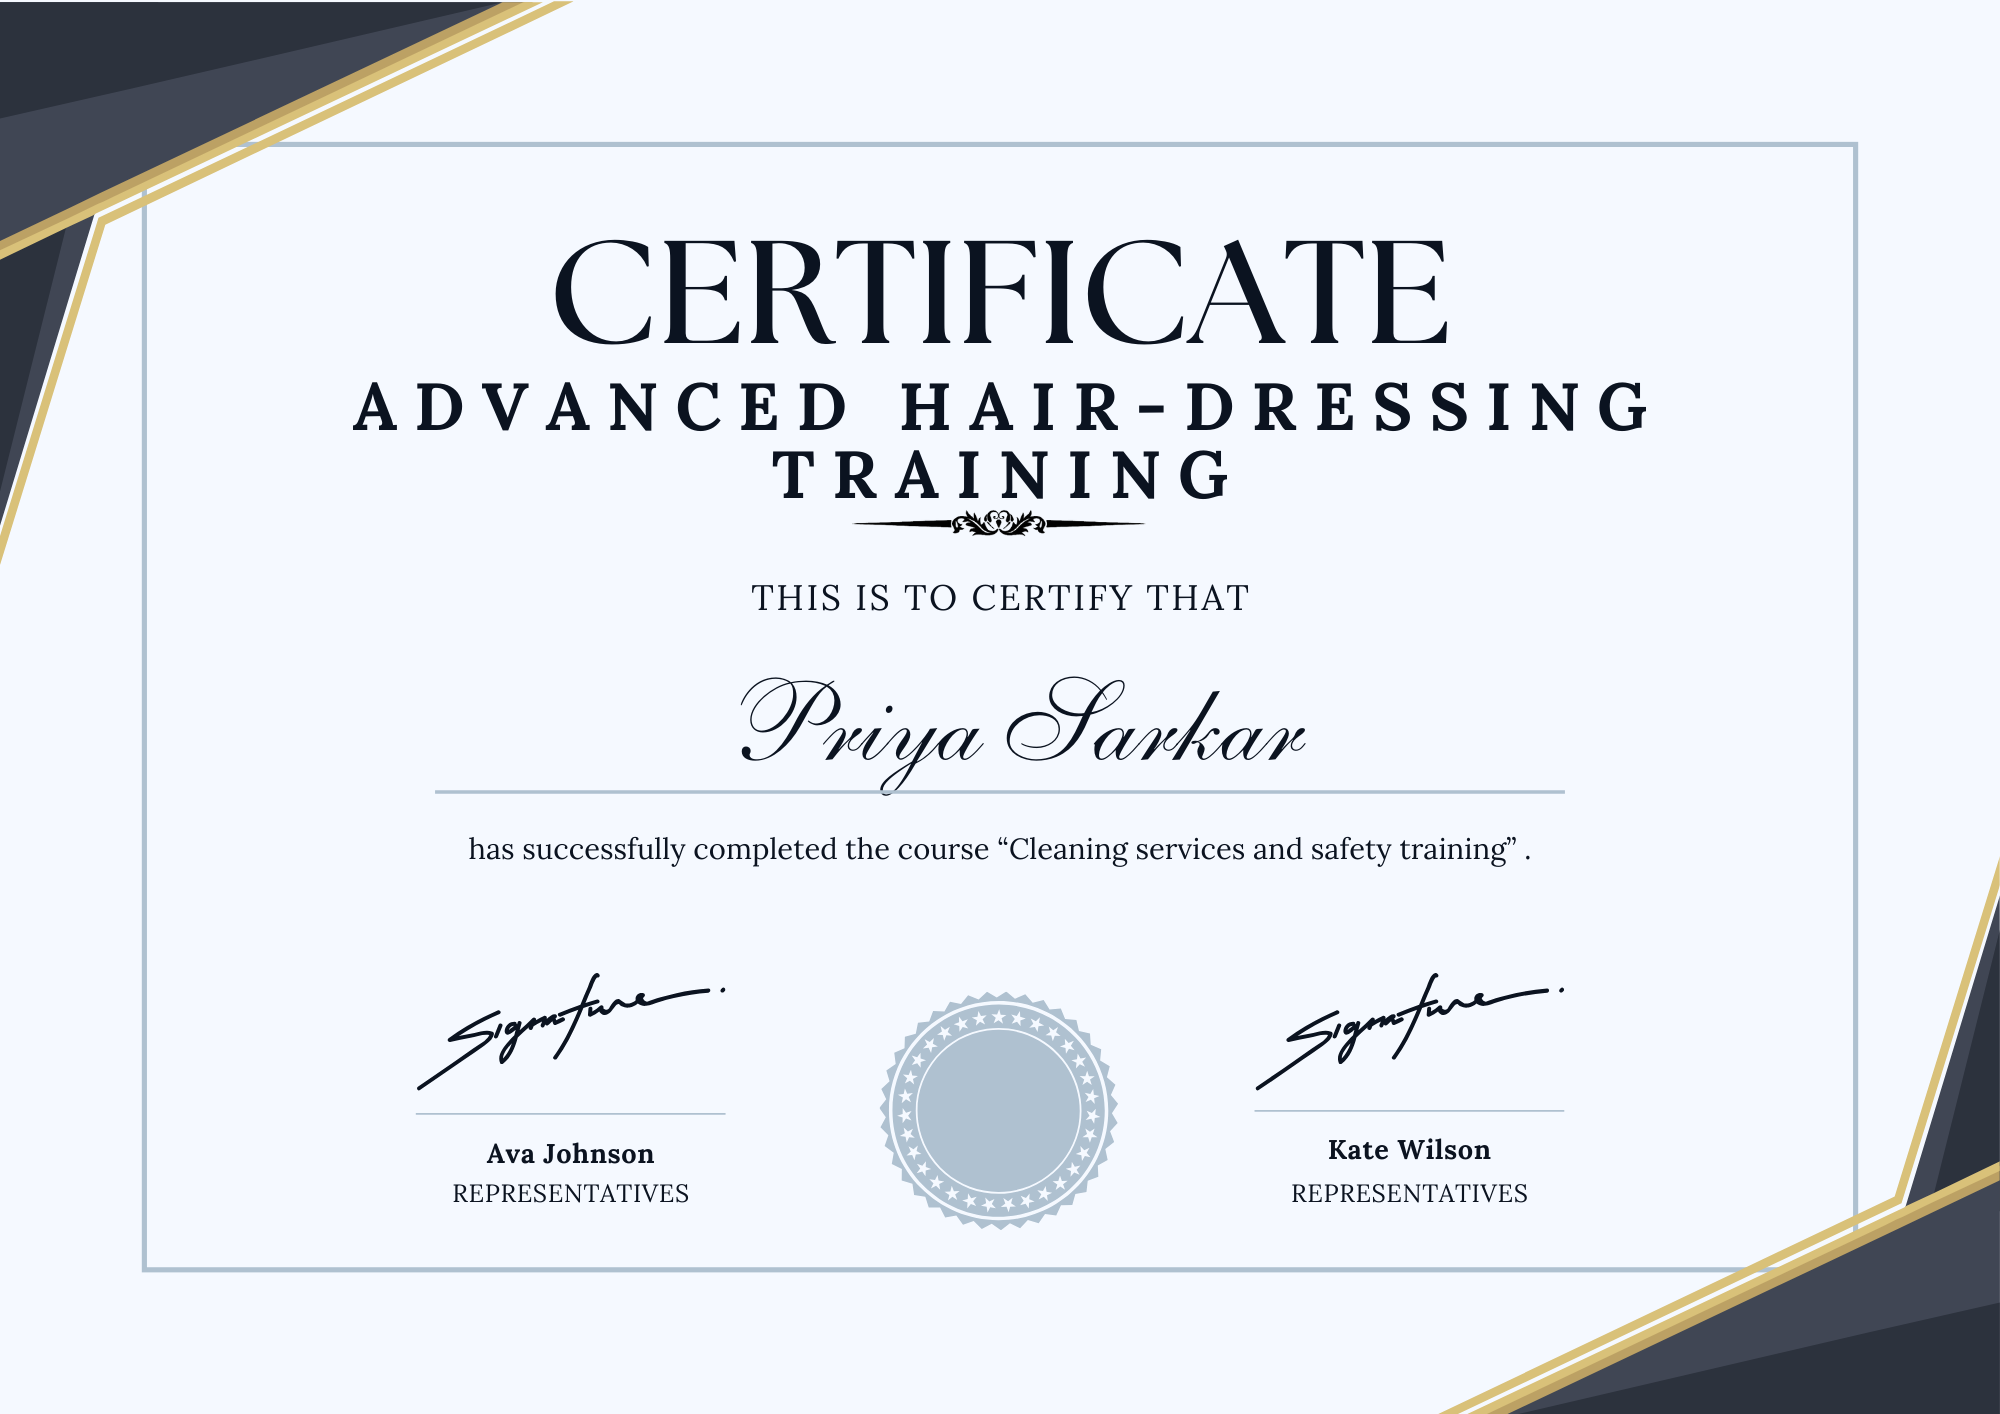 CERTIFICATE
ADVANCED HAIR-DRESSING
TRAINING
THIS IS TO CERTIFY THAT
Priya Sarkar
has successfully completed the course “Cleaning services and safety training” .
Signature
Signature
Ava Johnson
Kate Wilson
REPRESENTATIVES
REPRESENTATIVES